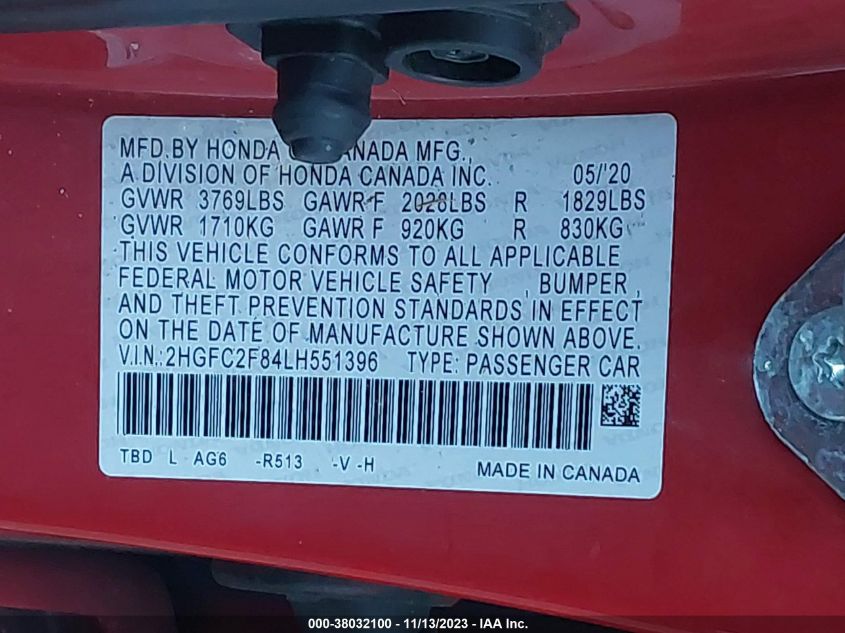 MFD.BY HONDA ANADA MFG.,
A DIVISION OF HONDA CANADA INC. 05/'20
GVWR 3769LBS GAWR F 2028LBS R 1829LBS
GVWR 1710KG GAWR F 920KG R 830KG
THIS VEHICLE CONFORMS TO ALL APPLICABLE
FEDERAL MOTOR VEHICLE SAFETY , BUMPER ,
AND THEFT PREVENTION STANDARDS IN EFFECT
ON THE DATE OF MANUFACTURE SHOWN ABOVE.
V.I.N.:2HGFC2F84LH551396 TYPE: PASSENGER CAR
TBD L AG6 -R513 -V -H
MADE IN CANADA
000-38032100 - 11/13/2023 - IAA Inc.